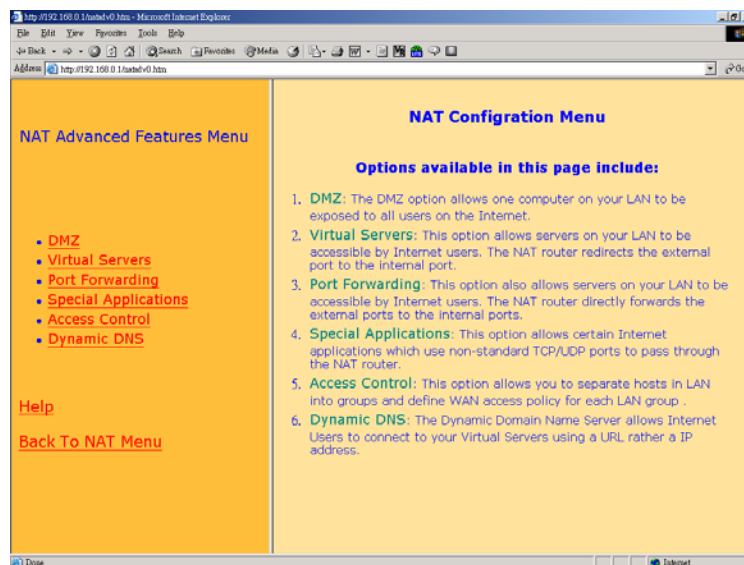 http://192.168.0.1/natadv0.htm - Microsoft Internet Explorer
File Edit View Favorites Tools Help
Back Search Favorites Media
Address http://192.168.0.1/natadv0.htm Go
NAT Advanced Features Menu
DMZ
Virtual Servers
Port Forwarding
Special Applications
Access Control
Dynamic DNS
Help
Back To NAT Menu
NAT Configration Menu
Options available in this page include:
1. DMZ: The DMZ option allows one computer on your LAN to be
exposed to all users on the Internet.
2. Virtual Servers: This option allows servers on your LAN to be
accessible by Internet users. The NAT router redirects the external
port to the internal port.
3. Port Forwarding: This option also allows servers on your LAN to be
accessible by Internet users. The NAT router directly forwards the
external ports to the internal ports.
4. Special Applications: This option allows certain Internet
applications which use non-standard TCP/UDP ports to pass through
the NAT router.
5. Access Control: This option allows you to separate hosts in LAN
into groups and define WAN access policy for each LAN group .
6. Dynamic DNS: The Dynamic Domain Name Server allows Internet
Users to connect to your Virtual Servers using a URL rather a IP
address.
Done
Internet